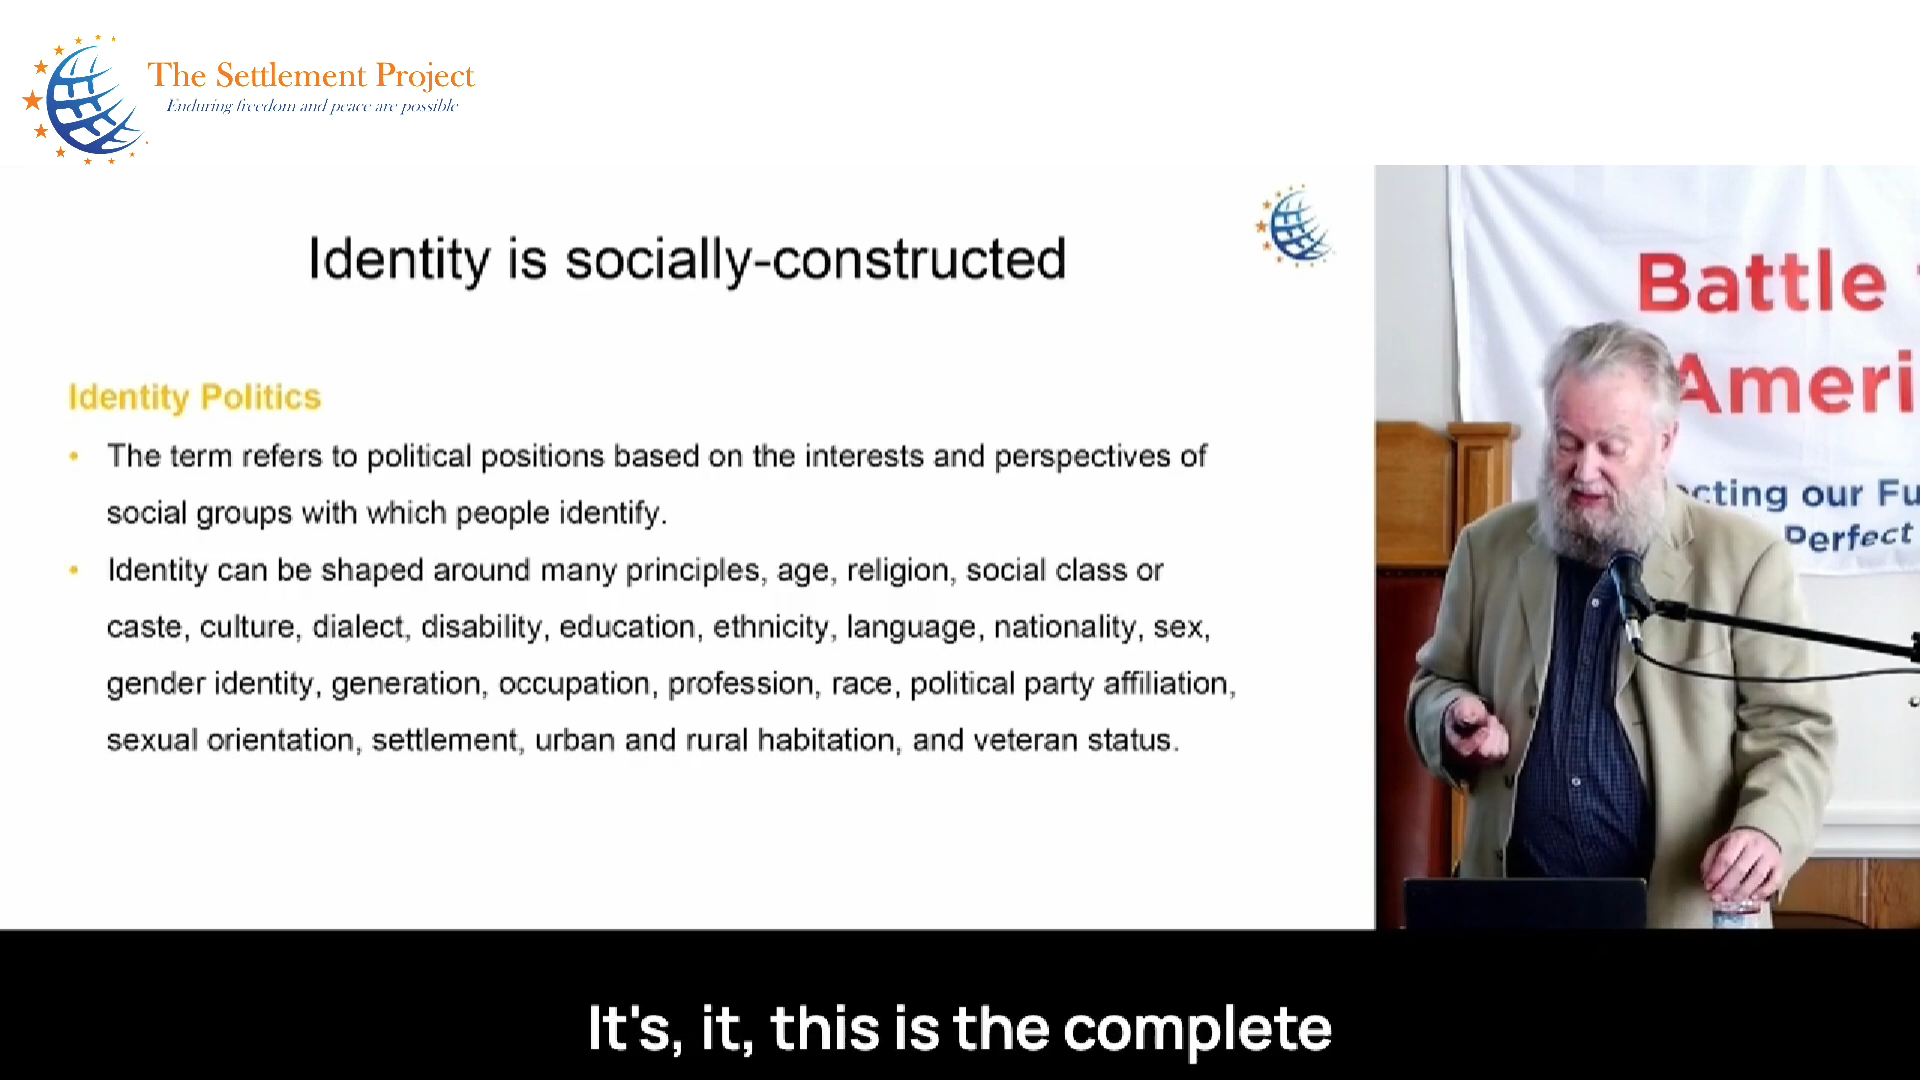 The Settlement Project
Enduring freedom and peace are possible
Identity is socially-constructed
Identity Politics
• The term refers to political positions based on the interests and perspectives of
social groups with which people identify.
• Identity can be shaped around many principles, age, religion, social class or
caste, culture, dialect, disability, education, ethnicity, language, nationality, sex,
gender identity, generation, occupation, profession, race, political party affiliation,
sexual orientation, settlement, urban and rural habitation, and veteran status.
Battle
Ameri
cting our Fu
Perfect
It's, it, this is the complete